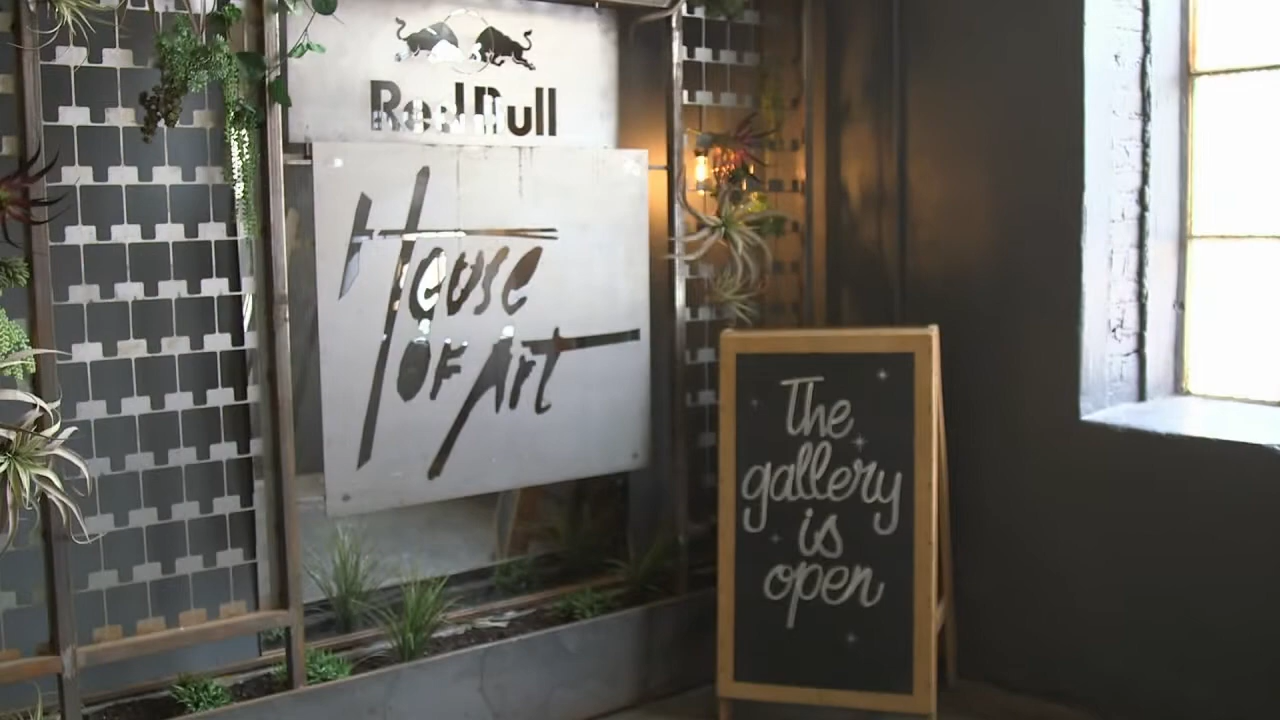 Red Bull
House
OF Art
The
gallery
is
open